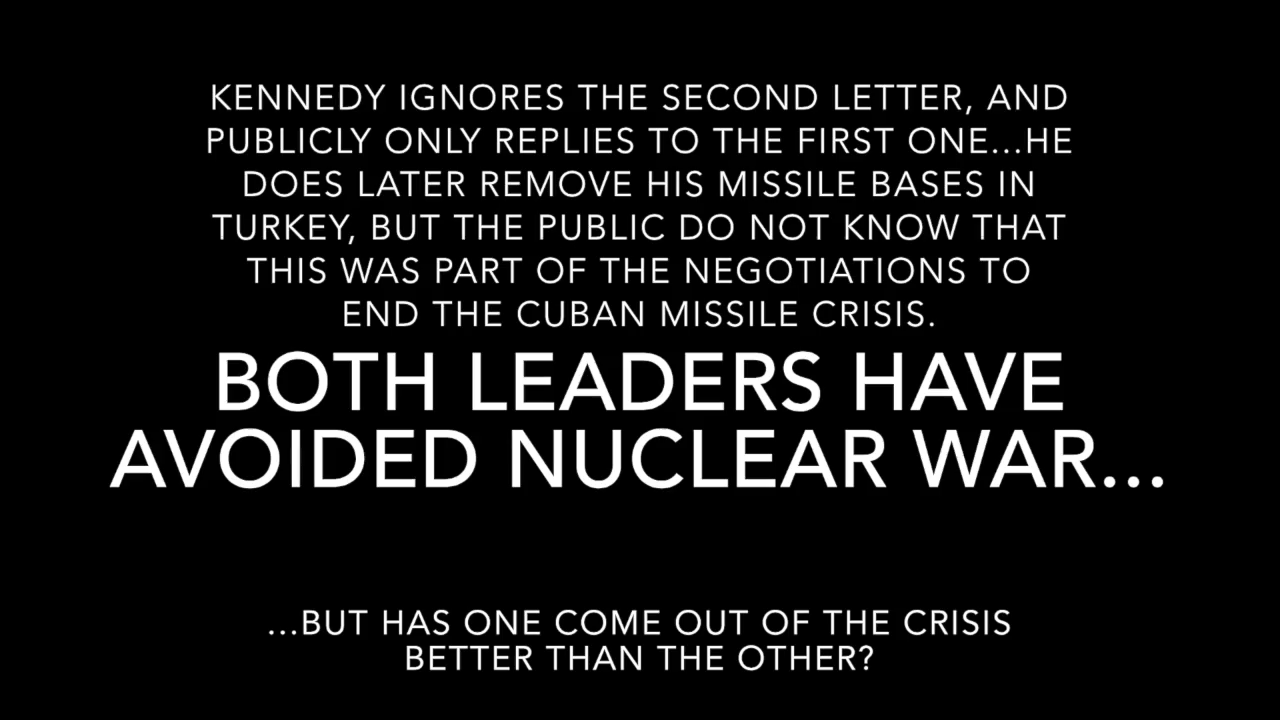 KENNEDY IGNORES THE SECOND LETTER, AND
PUBLICLY ONLY REPLIES TO THE FIRST ONE...HE
DOES LATER REMOVE HIS MISSILE BASES IN
TURKEY, BUT THE PUBLIC DO NOT KNOW THAT
THIS WAS PART OF THE NEGOTIATIONS TO
END THE CUBAN MISSILE CRISIS.
BOTH LEADERS HAVE
AVOIDED NUCLEAR WAR...
...BUT HAS ONE COME OUT OF THE CRISIS
BETTER THAN THE OTHER?